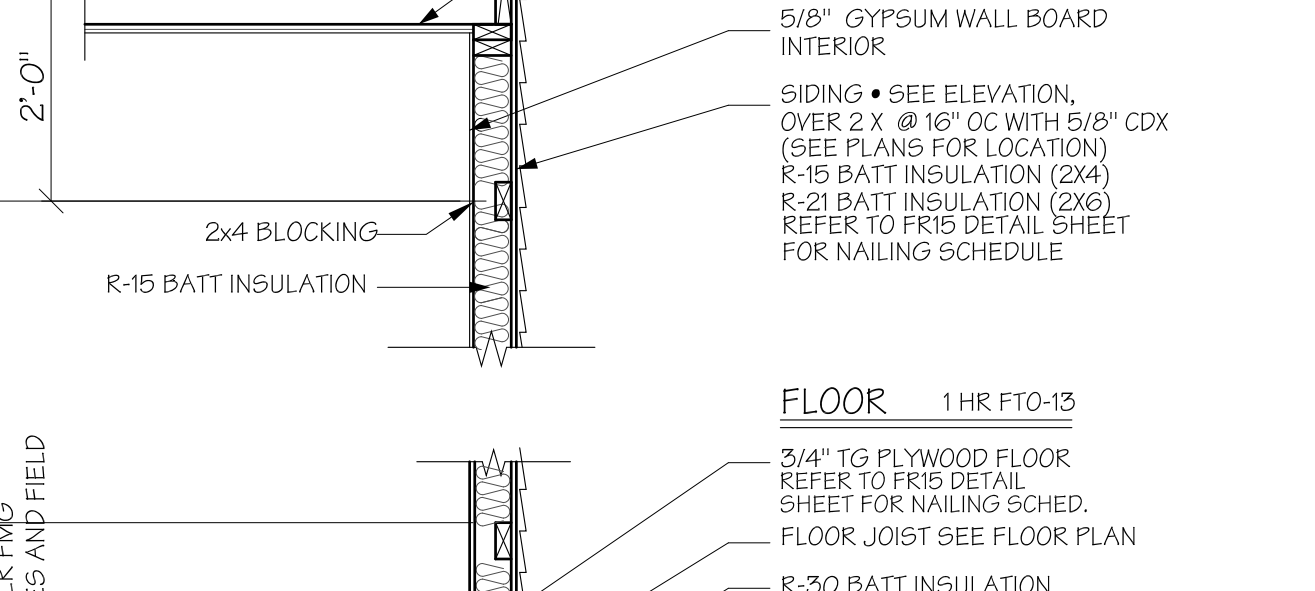 5/8" GYPSUM WALL BOARD
INTERIOR
SIDING • SEE ELEVATION,
OVER 2 X @ 16" OC WITH 5/8" CDX
(SEE PLANS FOR LOCATION)
R-15 BATT INSULATION (2X4)
R-21 BATT INSULATION (2X6)
REFER TO FR15 DETAIL SHEET
FOR NAILING SCHEDULE
2'-0"
2x4 BLOCKING
R-15 BATT INSULATION
FLOOR 1 HR FTO-13
3/4" TG PLYWOOD FLOOR
REFER TO FR15 DETAIL
SHEET FOR NAILING SCHED.
FLOOR JOIST SEE FLOOR PLAN
R-30 BATT INSULATION
FMG
AND FIELD